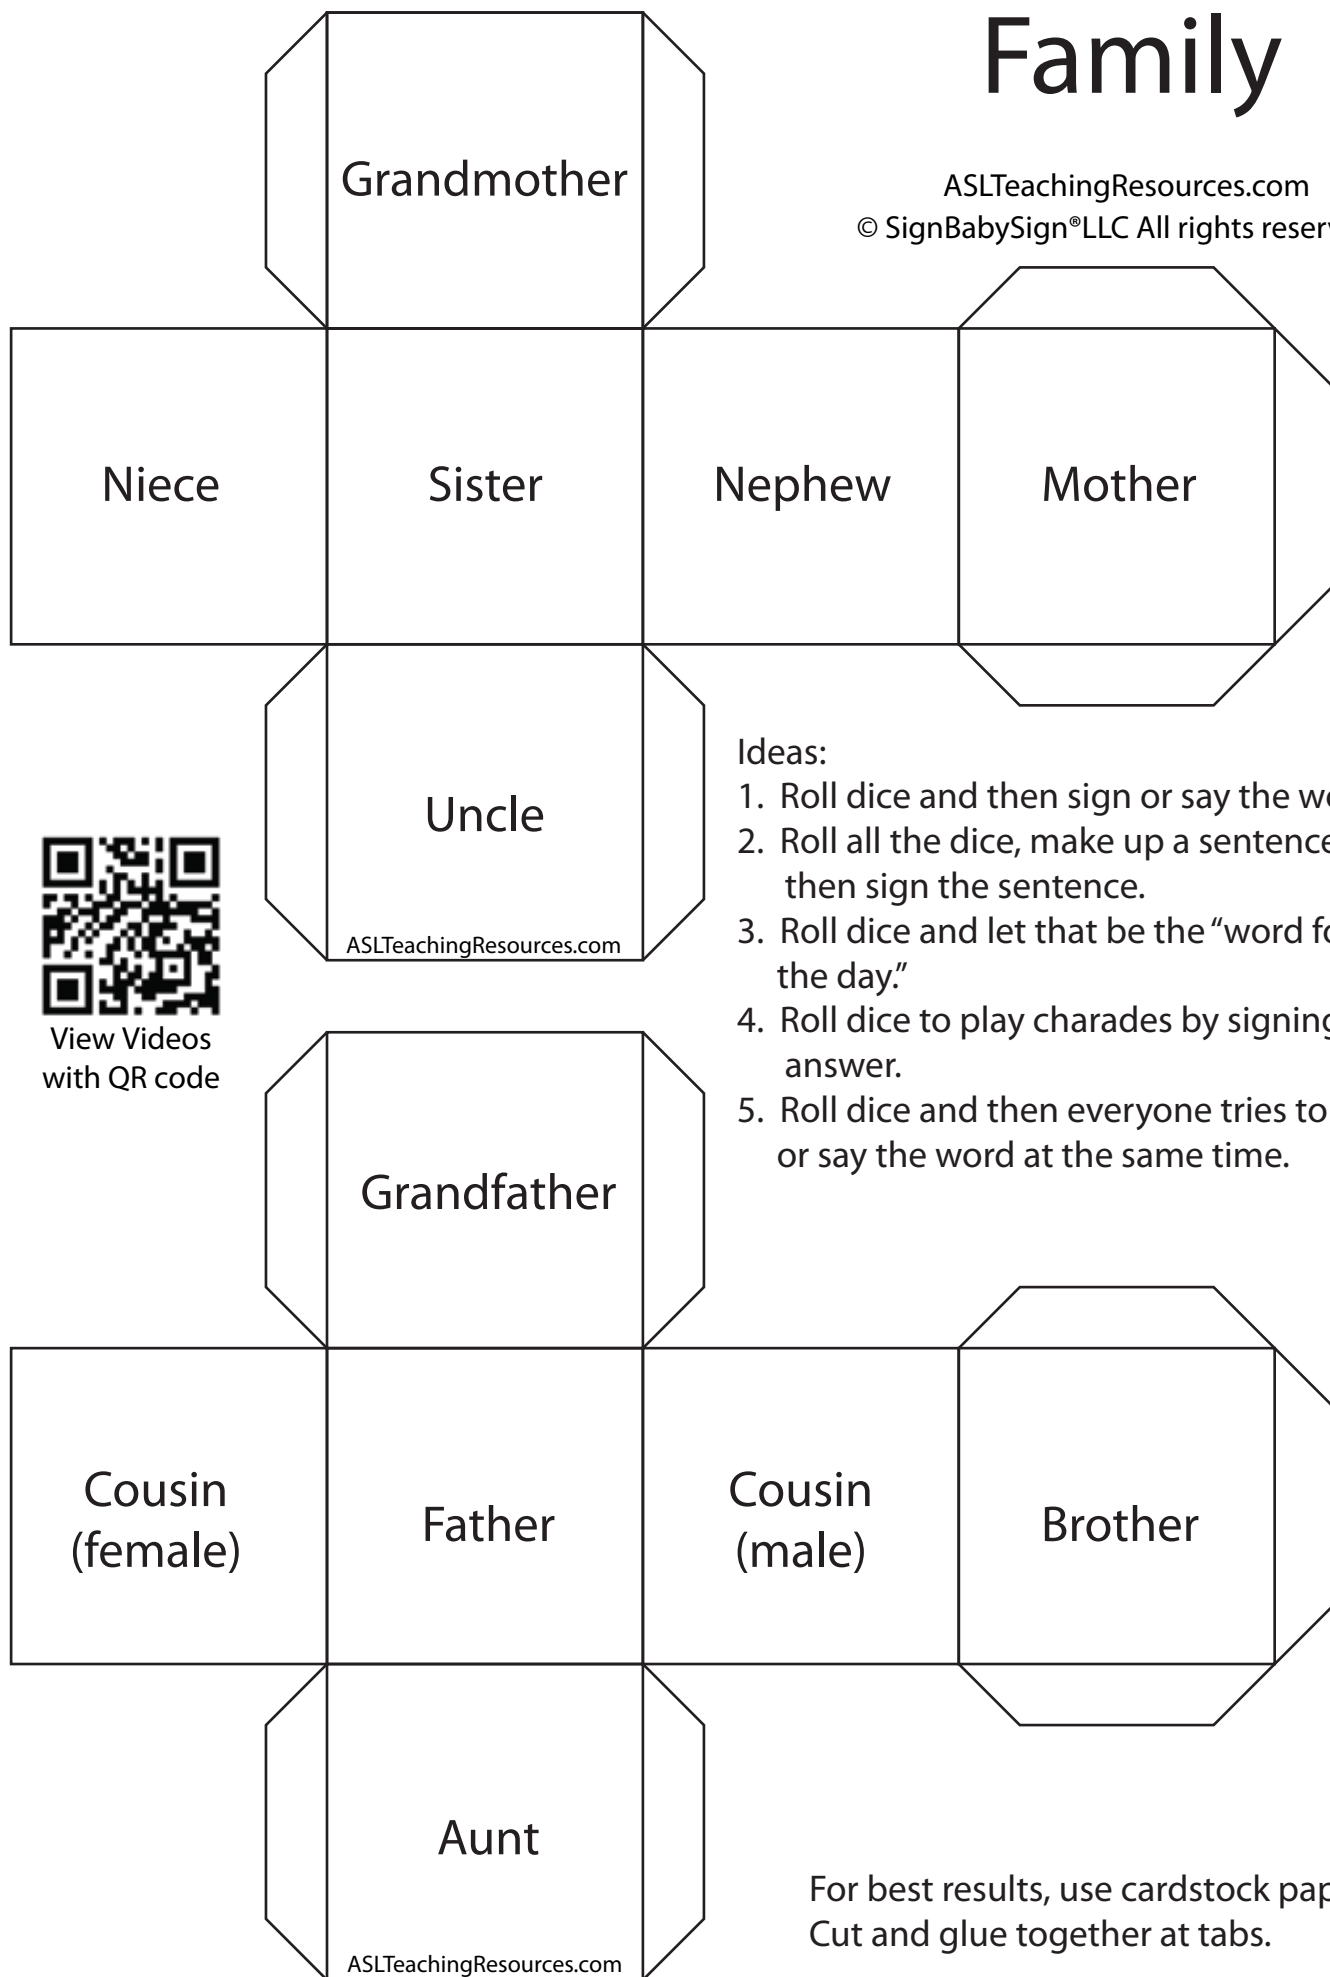 Family
ASLTeachingResources.com
© SignBabySign®LLC All rights
Grandmother
Niece
Sister
Nephew
Mother
Uncle
ASLTeachingResources.com
View Videos
with QR code
Ideas:
1. Roll dice and then sign or say the
2. Roll all the dice, make up a sentence
then sign the sentence.
3. Roll dice and let that be the “word
the day.”
4. Roll dice to play charades by signing
answer.
5. Roll dice and then everyone tries to
or say the word at the same time.
Grandfather
Cousin
(female)
Father
Cousin
(male)
Brother
Aunt
ASLTeachingResources.com
For best results, use cardstock
Cut and glue together at tabs.